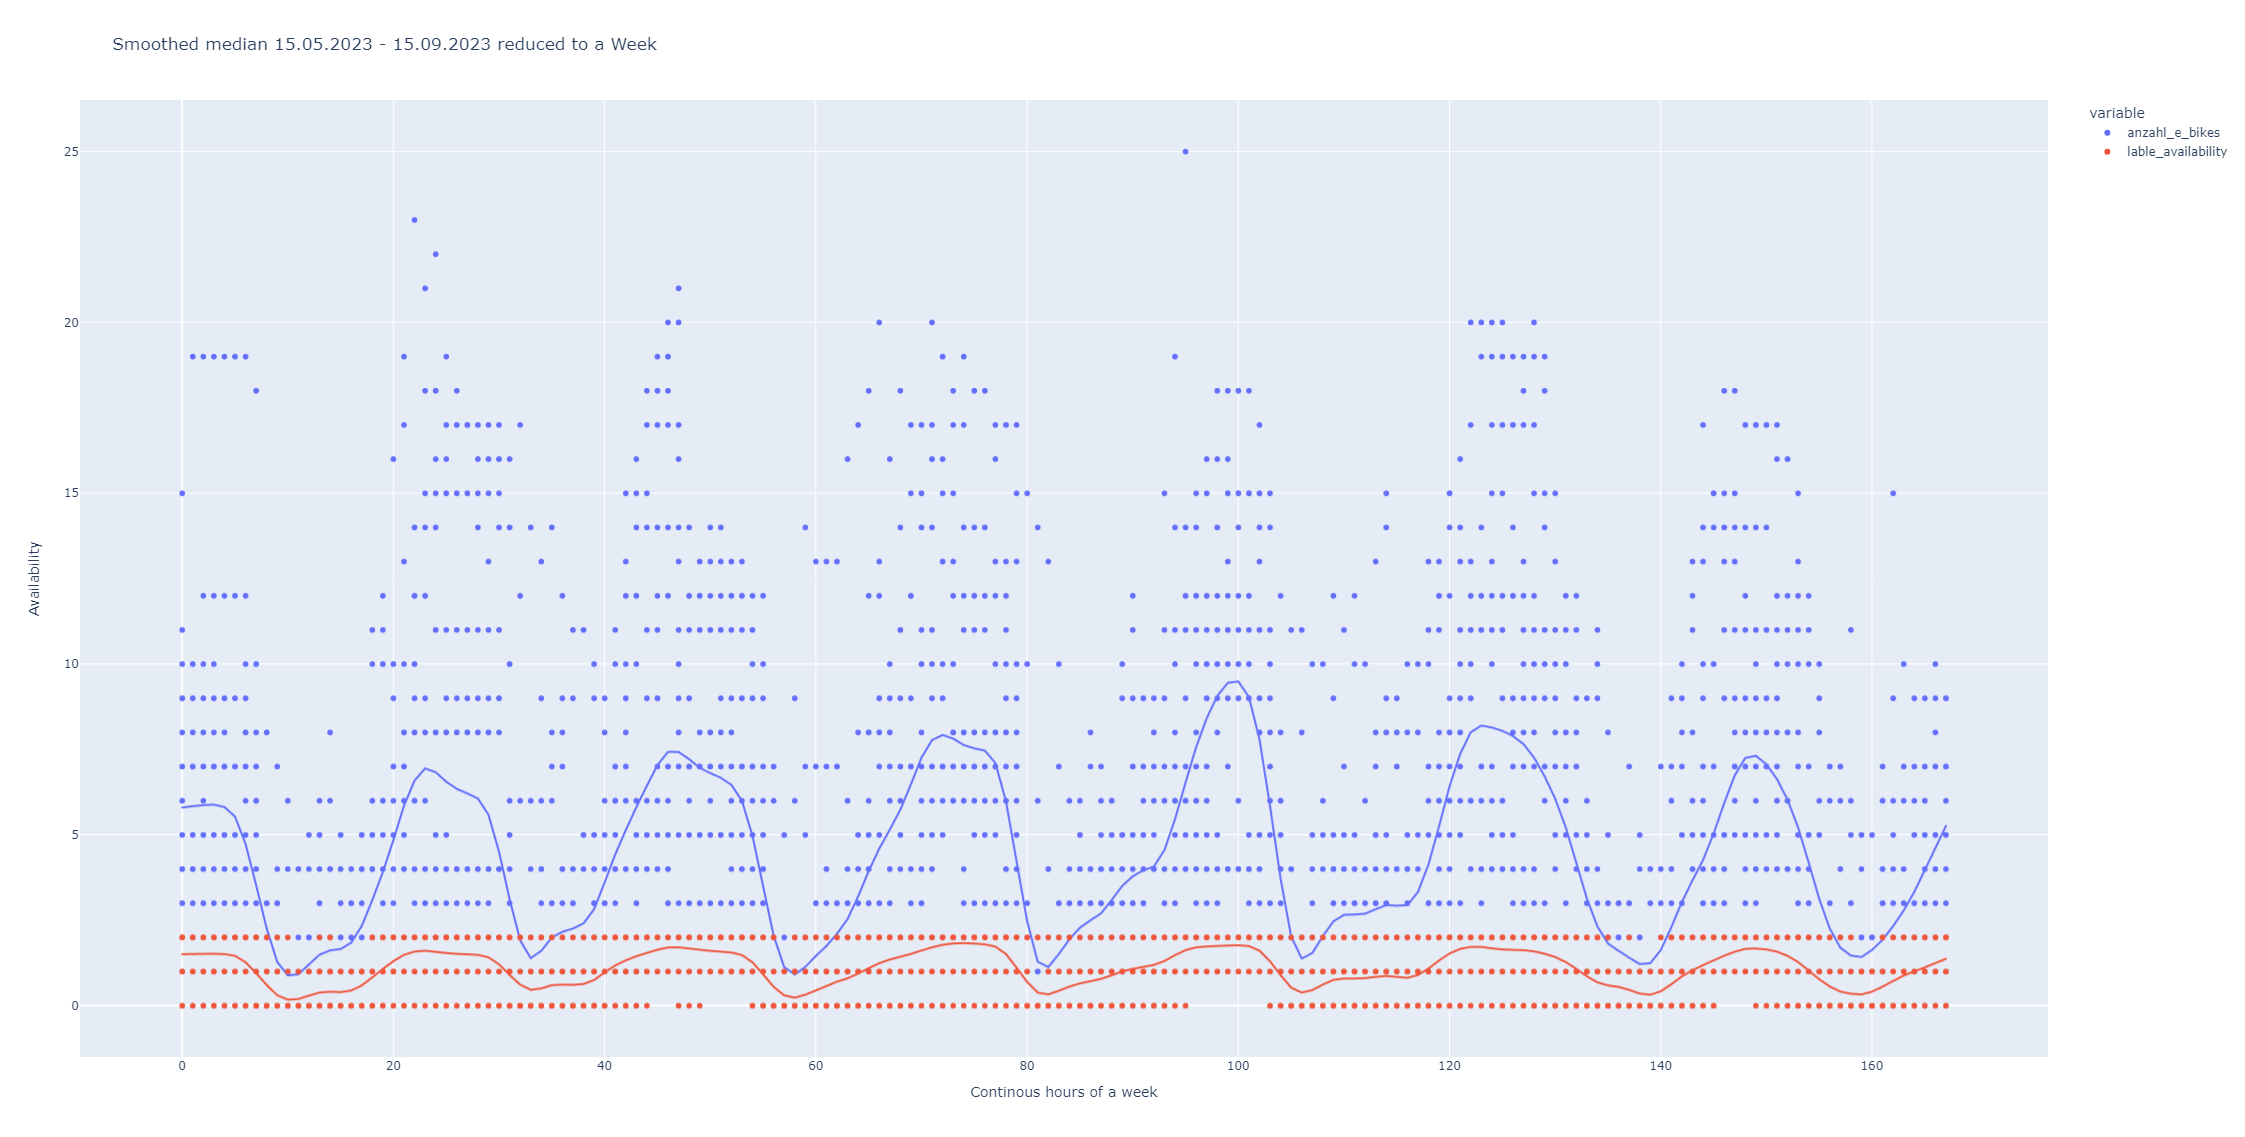 Smoothed median 15.05.2023 - 15.09.2023 reduced to a Week
variable
anzahl_e_bikes
lable_availability
Availability
25
20
15
10
5
0
0 20 40 60 80 100 120 140 160
Continous hours of a week